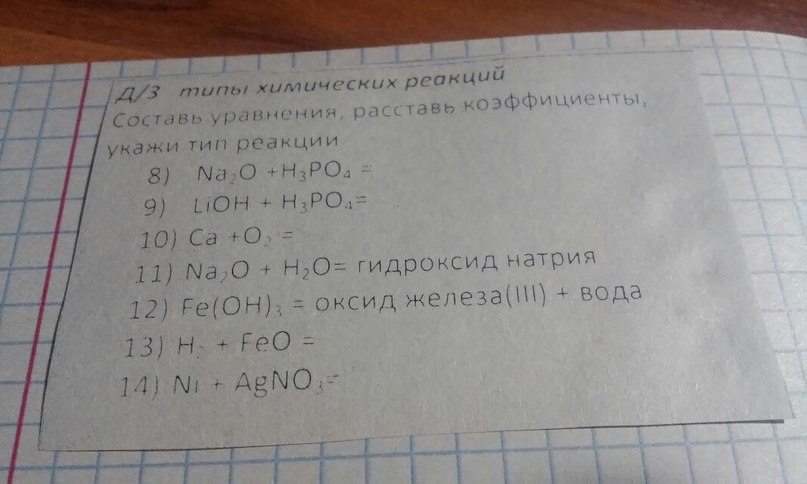 Д/З типы химических реакций
Составь уравнения, расставь коэффициенты,
укажи тип реакции
8) Na₂O +H₃PO₄ =
9) LiOH + H₃PO₄=
10) Ca +O₂ =
11) Na₂O + H₂O= гидроксид натрия
12) Fe(OH)₃ = оксид железа(III) + вода
13) H₂ + FeO =
14) Ni + AgNO₃=